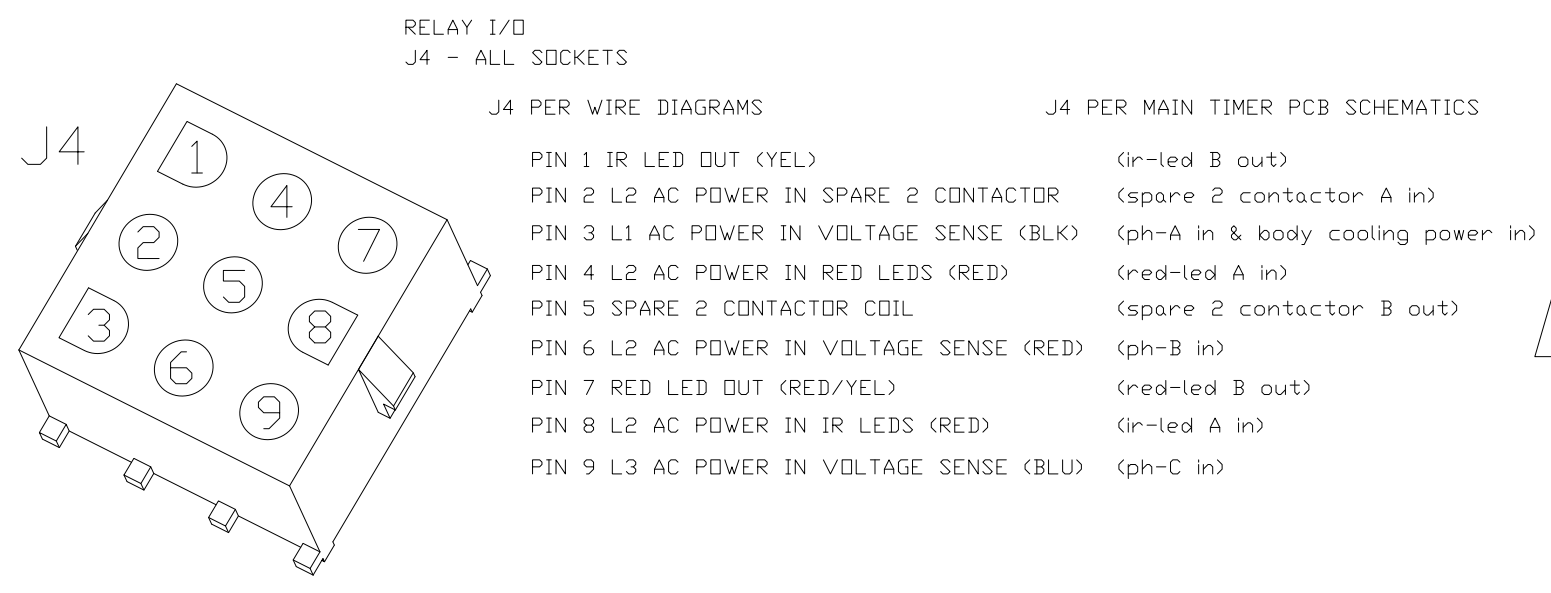 RELAY I/O
J4 - ALL SOCKETS
J4 PER WIRE DIAGRAMS
J4 PER MAIN TIMER PCB SCHEMATICS
J4
PIN 1 IR LED OUT (YEL) (ir-led B out)
PIN 2 L2 AC POWER IN SPARE 2 CONTACTOR (spare 2 contactor A in)
PIN 3 L1 AC POWER IN VOLTAGE SENSE (BLK) (ph-A in & body cooling power in)
PIN 4 L2 AC POWER IN RED LEDS (RED) (red-led A in)
PIN 5 SPARE 2 CONTACTOR COIL (spare 2 contactor B out)
PIN 6 L2 AC POWER IN VOLTAGE SENSE (RED) (ph-B in)
PIN 7 RED LED OUT (RED/YEL) (red-led B out)
PIN 8 L2 AC POWER IN IR LEDS (RED) (ir-led A in)
PIN 9 L3 AC POWER IN VOLTAGE SENSE (BLU) (ph-C in)
1
4
7
2
5
8
3
6
9